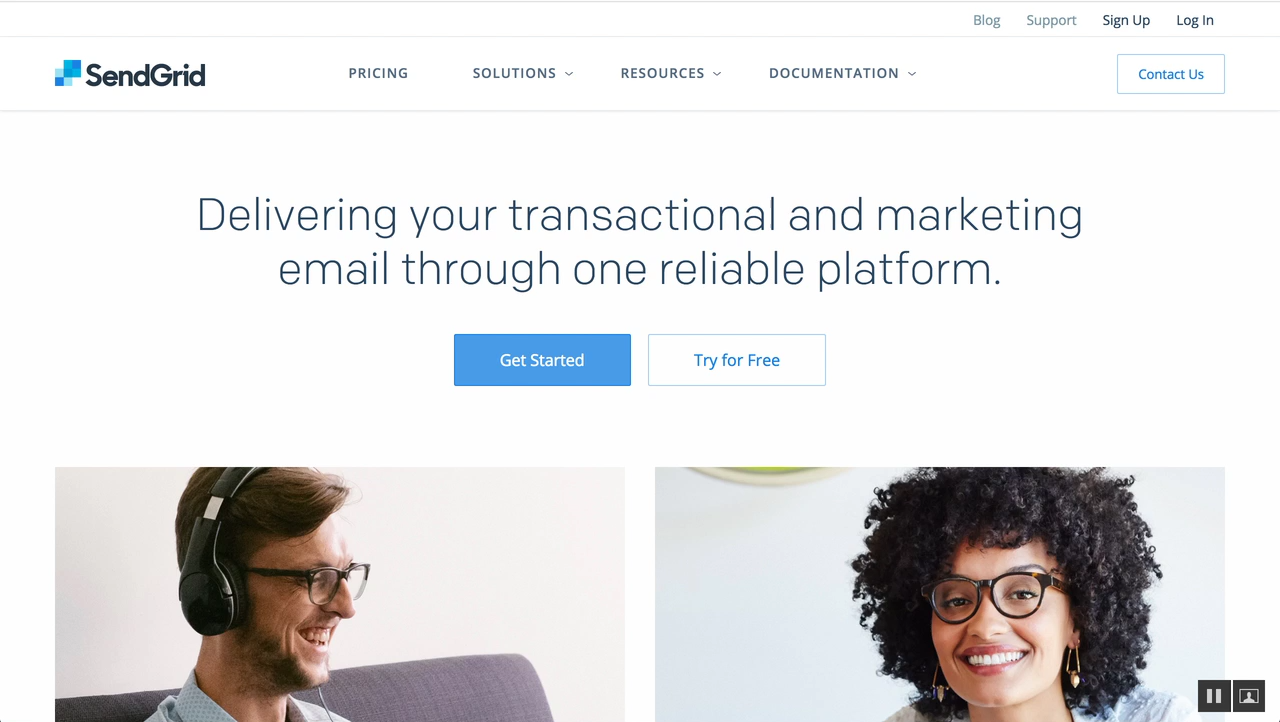 Blog Support Sign Up Log In
SendGrid PRICING SOLUTIONS RESOURCES DOCUMENTATION Contact Us
Delivering your transactional and marketing
email through one reliable platform.
Get Started Try for Free